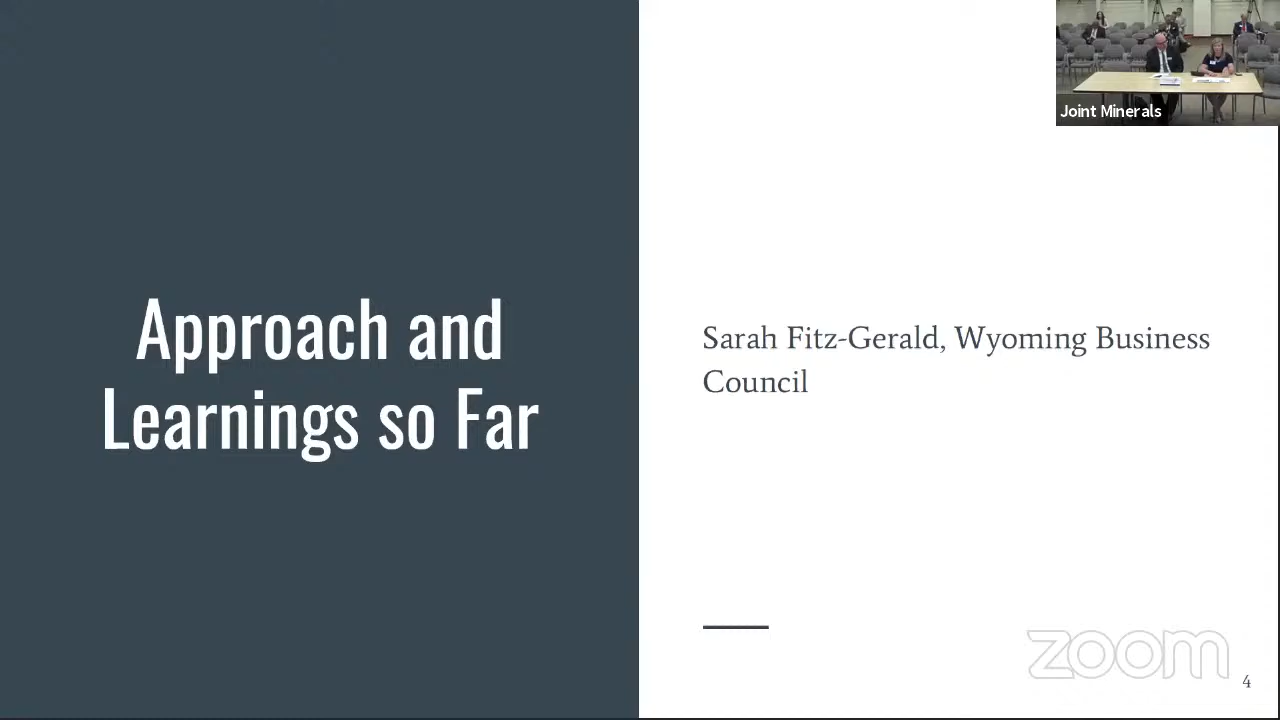 Joint Minerals
Approach and
Learnings so Far
Sarah Fitz-Gerald, Wyoming Business
Council
zoom
4